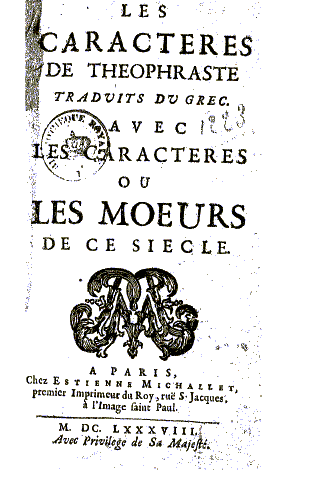 LES
CARACTERES
DE THEOPHRASTE
TRADUITS DU GREC.
AVEC
LES CARACTERES
OU
LES MOEURS
DE CE SIECLE.
A PARIS,
Chez ESTIENNE MICHALLET,
premier Imprimeur du Roy, ruë S. Jacques,
à l'Image saint Paul.
M. DC. LXXXVIII.
Avec Privilege de Sa Majesté.